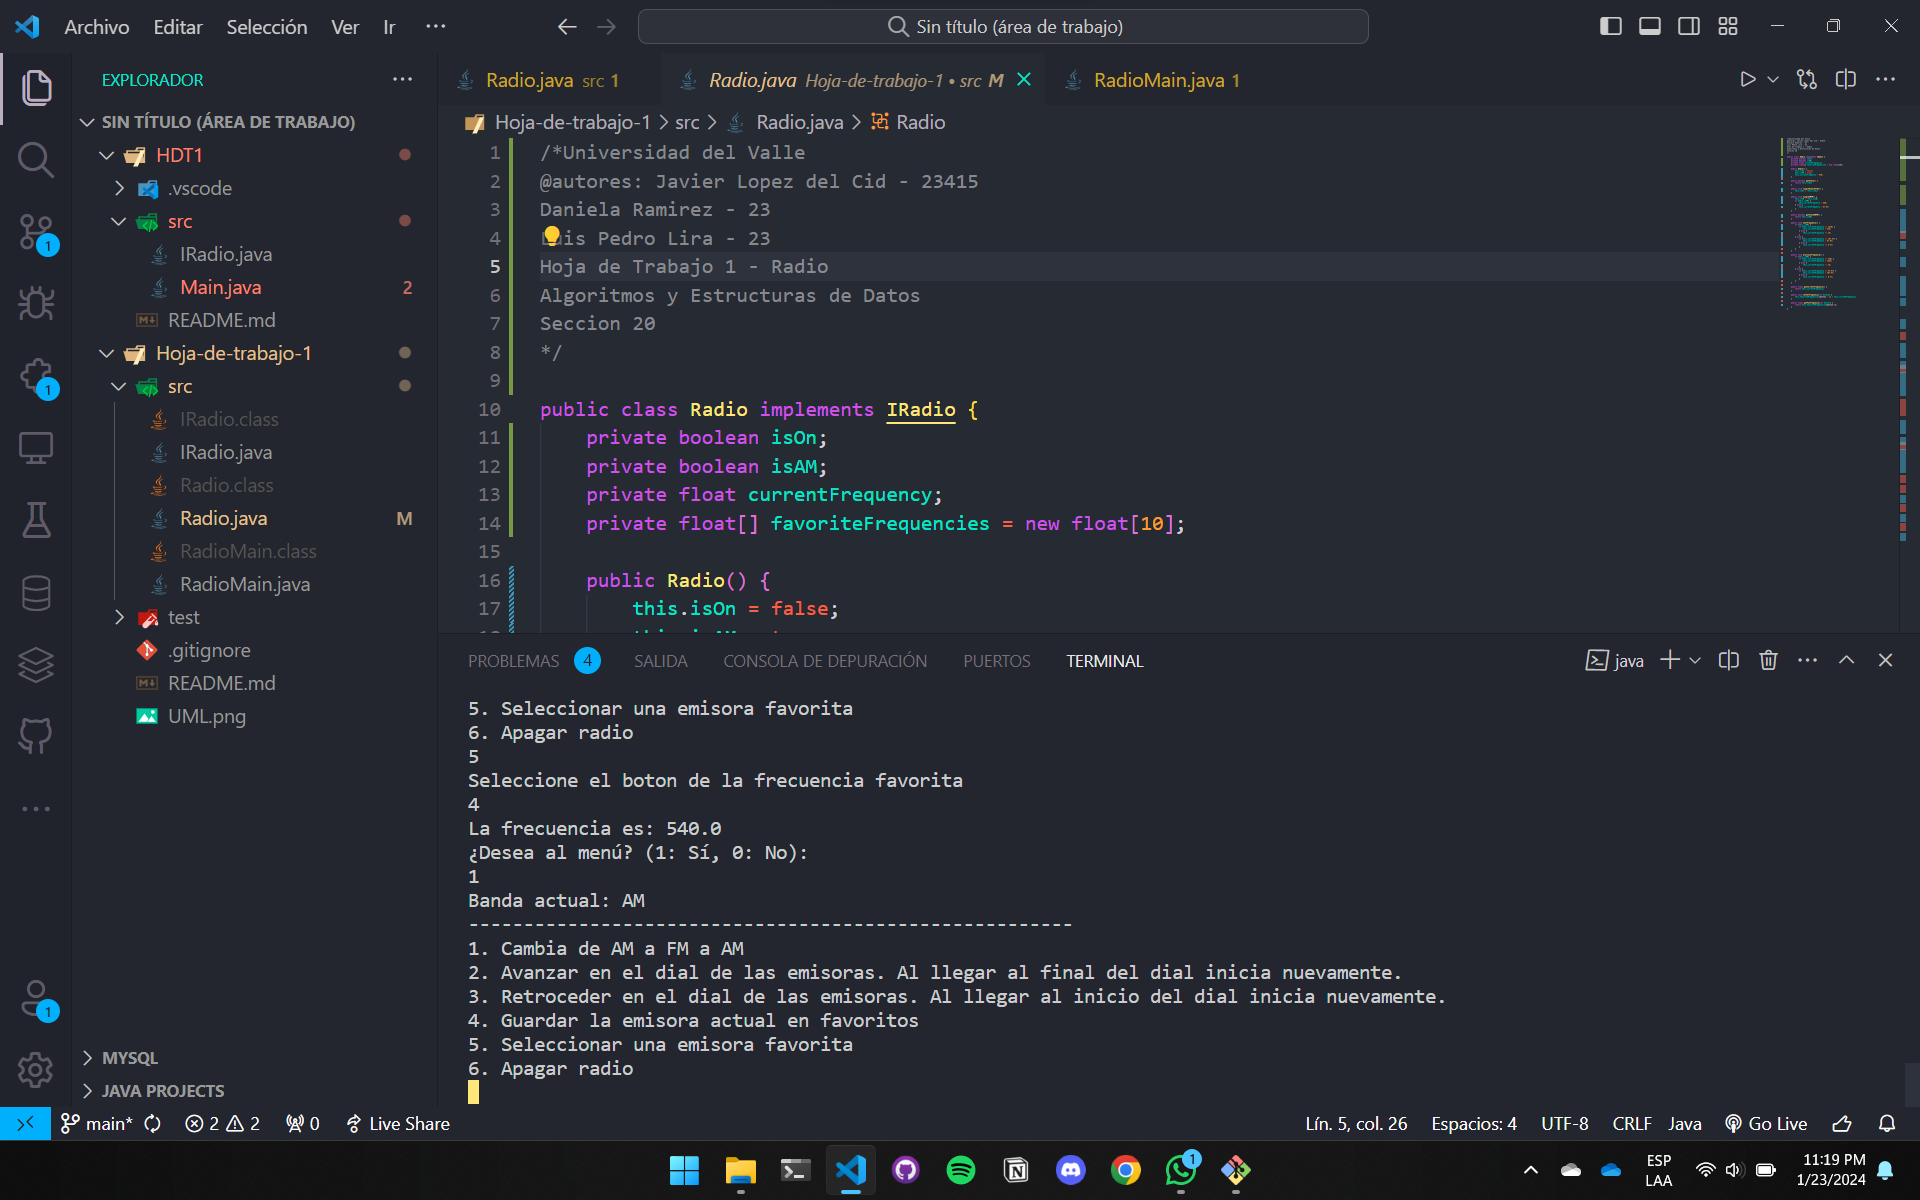 Archivo Editar Selección Ver Ir ··· Sin título (área de trabajo)
EXPLORADOR ···
SIN TÍTULO (ÁREA DE TRABAJO)
HDT1
.vscode
src
IRadio.java
Main.java 2
README.md
Hoja-de-trabajo-1
src
IRadio.class
IRadio.java
Radio.class
Radio.java M
RadioMain.class
RadioMain.java
test
.gitignore
README.md
UML.png
MYSQL
JAVA PROJECTS
1
1
1
Radio.java src 1 Radio.java Hoja-de-trabajo-1 • src M RadioMain.java 1
Hoja-de-trabajo-1 > src > Radio.java > Radio
1 /*Universidad del Valle
2 @autores: Javier Lopez del Cid - 23415
3 Daniela Ramirez - 23
4 Luis Pedro Lira - 23
5 Hoja de Trabajo 1 - Radio
6 Algoritmos y Estructuras de Datos
7 Seccion 20
8 */
9
10 public class Radio implements IRadio {
11 private boolean isOn;
12 private boolean isAM;
13 private float currentFrequency;
14 private float[] favoriteFrequencies = new float[10];
15
16 public Radio() {
17 this.isOn = false;
PROBLEMAS 4 SALIDA CONSOLA DE DEPURACIÓN PUERTOS TERMINAL java
5. Seleccionar una emisora favorita
6. Apagar radio
5
Seleccione el boton de la frecuencia favorita
4
La frecuencia es: 540.0
¿Desea al menú? (1: Sí, 0: No):
1
Banda actual: AM
-------------------------------------------------------
1. Cambia de AM a FM a AM
2. Avanzar en el dial de las emisoras. Al llegar al final del dial inicia nuevamente.
3. Retroceder en el dial de las emisoras. Al llegar al inicio del dial inicia nuevamente.
4. Guardar la emisora actual en favoritos
5. Seleccionar una emisora favorita
6. Apagar radio
main* 2 2 0 Live Share Lín. 5, col. 26 Espacios: 4 UTF-8 CRLF Java Go Live
1
ESP
LAA
11:19 PM
1/23/2024